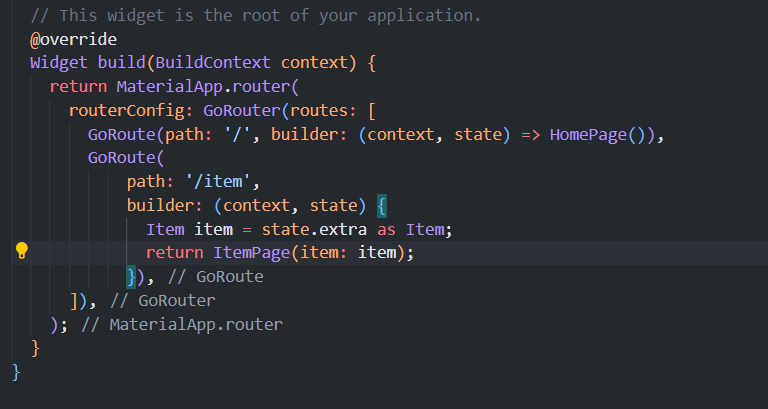 // This widget is the root of your application.
@override
Widget build(BuildContext context) {
return MaterialApp.router(
routerConfig: GoRouter(routes: [
GoRoute(path: '/', builder: (context, state) => HomePage()),
GoRoute(
path: '/item',
builder: (context, state) {
Item item = state.extra as Item;
return ItemPage(item: item);
}), // GoRoute
]), // GoRouter
); // MaterialApp.router
}
}